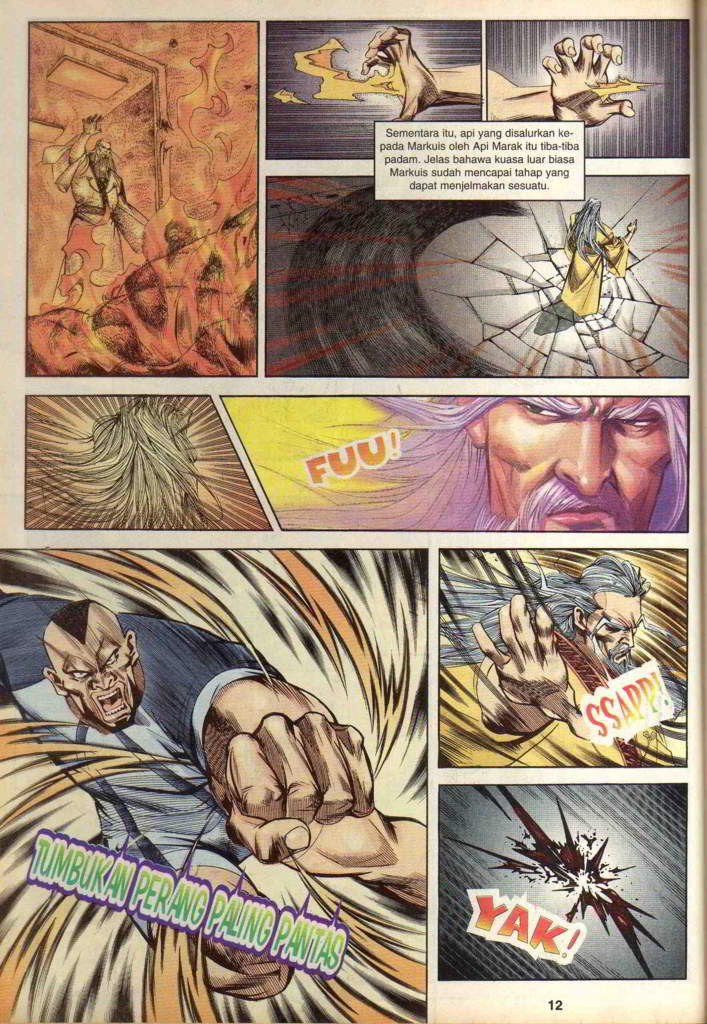 Sementara itu, api yang disalurkan ke-
pada Markuis oleh Api Marak itu tiba-tiba
padam. Jelas bahawa kuasa luar biasa
Markuis sudah mencapai tahap yang
dapat menjelmakan sesuatu.
FUU!
SSAPP!
TUMBUKAN PERANG PALING PANTAS
YAK!
12